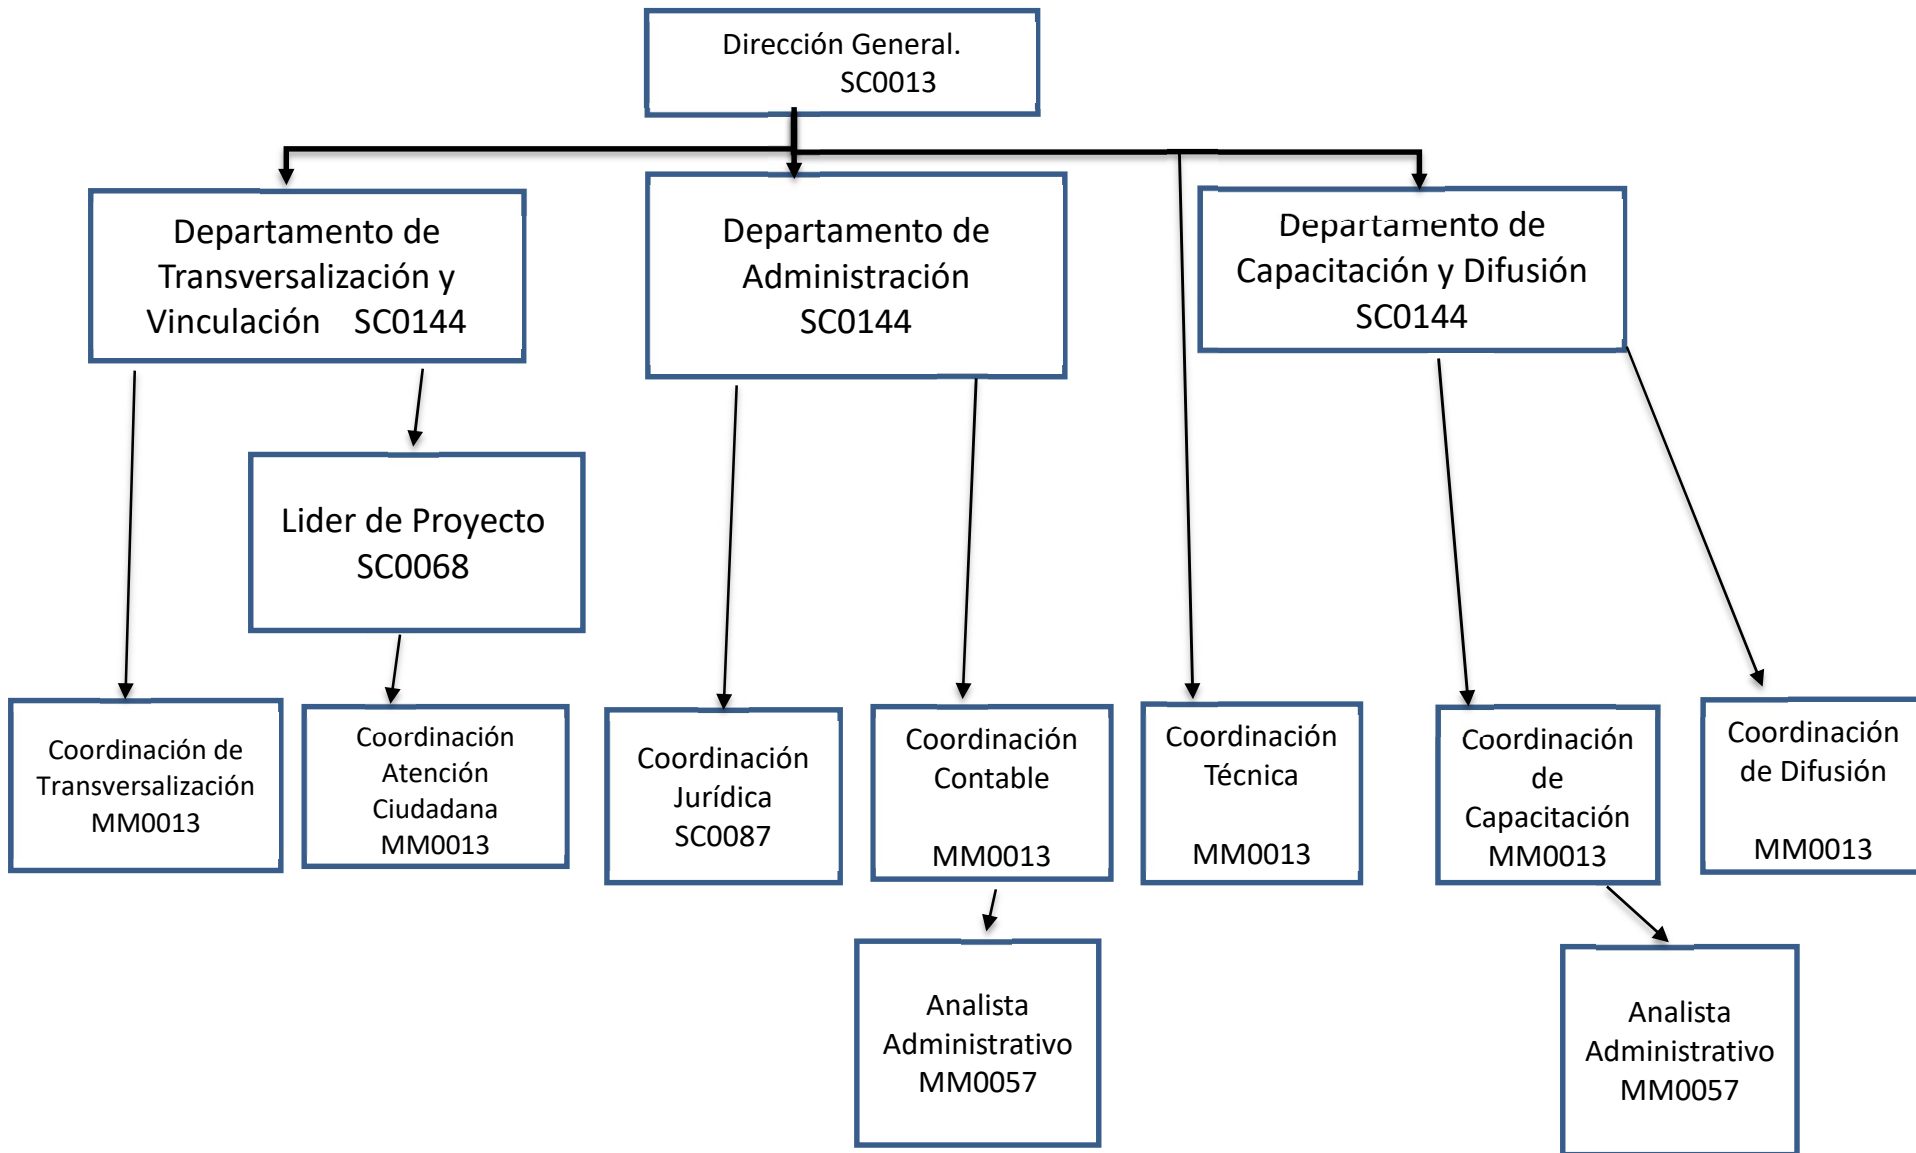 Dirección General.
SC0013
Departamento de
Transversalización y
Vinculación SC0144
Departamento de
Administración
SC0144
Departamento de
Capacitación y Difusión
SC0144
Lider de Proyecto
SC0068
Coordinación de
Transversalización
MM0013
Coordinación
Atención
Ciudadana
MM0013
Coordinación
Jurídica
SC0087
Coordinación
Contable
MM0013
Coordinación
Técnica
MM0013
Coordinación
de
Capacitación
MM0013
Coordinación
de Difusión
MM0013
Analista
Administrativo
MM0057
Analista
Administrativo
MM0057